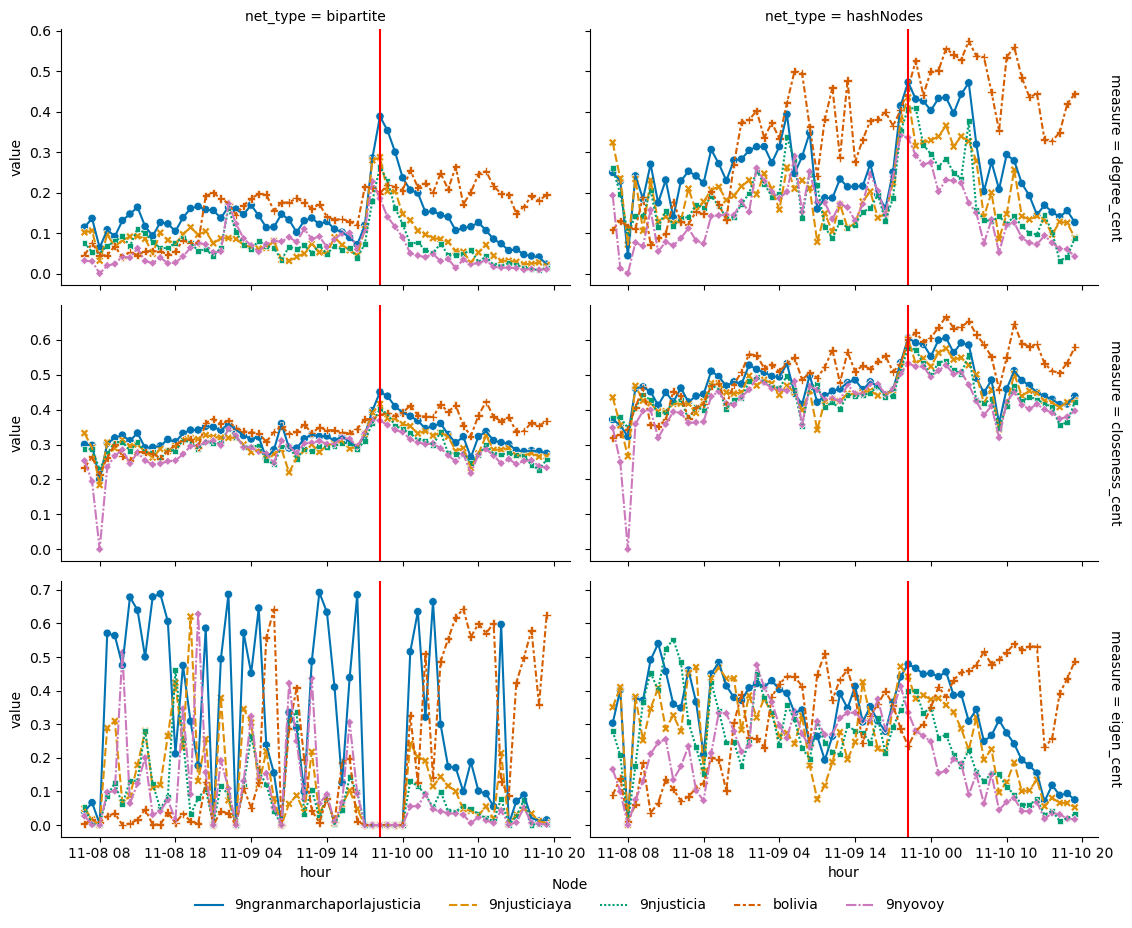 net_type = bipartite
net_type = hashNodes
0.6
0.5
0.4
0.3
0.2
0.1
0.0
value
measure = degree_cent
0.6
0.5
0.4
0.3
0.2
0.1
0.0
value
measure = closeness_cent
0.7
0.6
0.5
0.4
0.3
0.2
0.1
0.0
value
measure = eigen_cent
11-08 08 11-08 18 11-09 04 11-09 14 11-10 00 11-10 10 11-10 20
11-08 08 11-08 18 11-09 04 11-09 14 11-10 00 11-10 10 11-10 20
hour
hour
Node
9ngranmarchaporlajusticia 9njusticiaya 9njusticia bolivia 9nyovoy